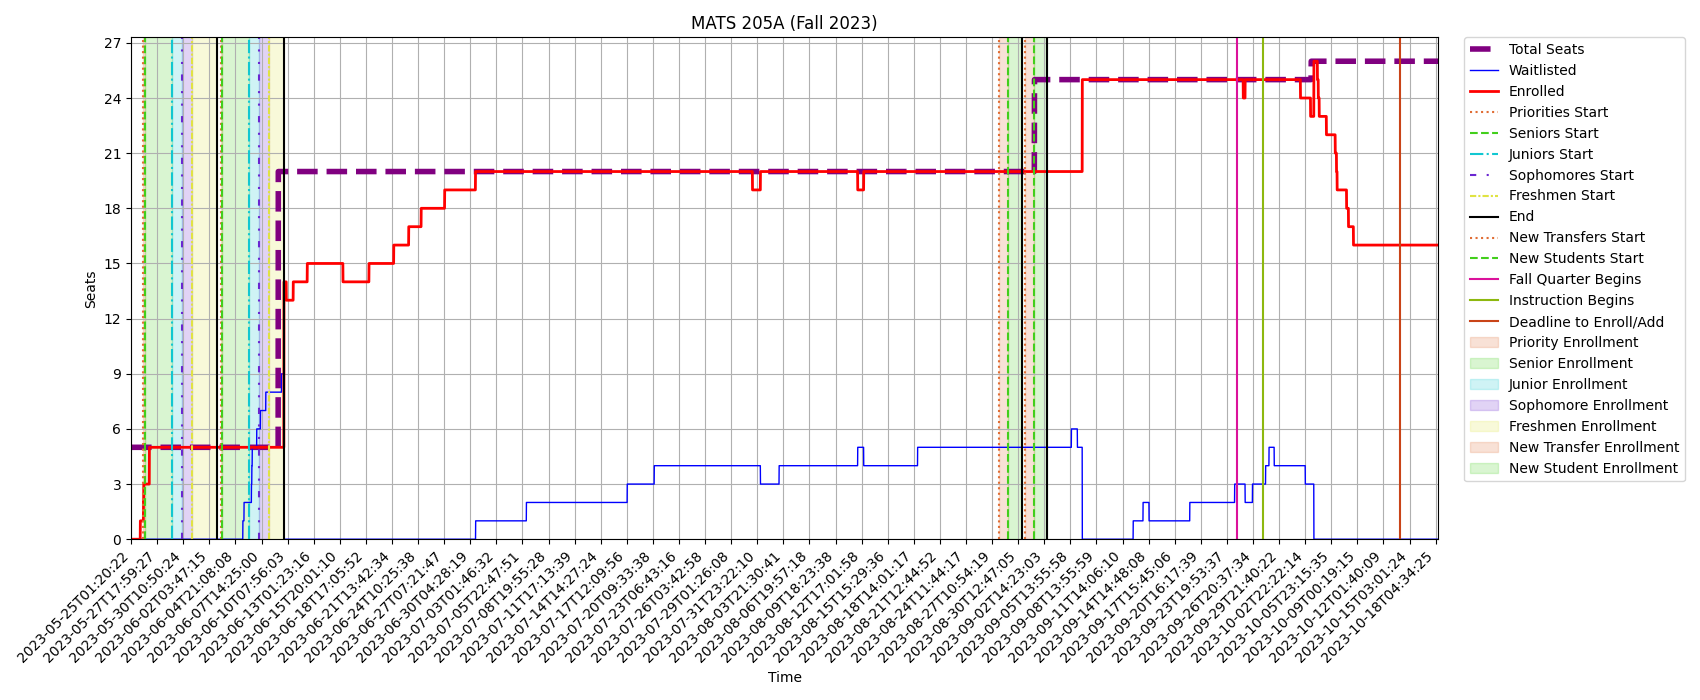 MATS 205A (Fall 2023)
27
24
21
18
15
12
9
6
3
0
Seats
2023-05-25T01:20:22
2023-05-27T17:59:27
2023-05-30T10:50:24
2023-06-02T03:47:15
2023-06-04T21:08:08
2023-06-07T14:25:00
2023-06-10T07:56:03
2023-06-13T01:23:16
2023-06-15T20:01:10
2023-06-18T17:05:52
2023-06-21T13:42:34
2023-06-24T10:25:38
2023-06-27T07:21:47
2023-06-30T04:28:19
2023-07-03T01:46:32
2023-07-05T22:47:51
2023-07-08T19:55:28
2023-07-11T17:13:39
2023-07-14T14:27:24
2023-07-17T12:09:56
2023-07-20T09:33:38
2023-07-23T06:43:16
2023-07-26T03:42:58
2023-07-29T01:26:08
2023-07-31T23:22:10
2023-08-03T21:30:41
2023-08-06T19:57:18
2023-08-09T18:23:38
2023-08-12T17:01:58
2023-08-15T15:29:36
2023-08-18T14:01:17
2023-08-21T12:44:52
2023-08-24T11:44:17
2023-08-27T10:54:19
2023-08-30T12:47:05
2023-09-02T14:23:03
2023-09-05T13:55:58
2023-09-08T13:55:59
2023-09-11T14:06:10
2023-09-14T14:48:08
2023-09-17T15:45:06
2023-09-20T16:17:39
2023-09-23T19:53:37
2023-09-26T20:37:34
2023-09-29T21:40:22
2023-10-02T22:22:14
2023-10-05T23:15:35
2023-10-09T00:19:15
2023-10-12T01:40:09
2023-10-15T03:01:24
2023-10-18T04:34:25
Time
Total Seats
Waitlisted
Enrolled
Priorities Start
Seniors Start
Juniors Start
Sophomores Start
Freshmen Start
End
New Transfers Start
New Students Start
Fall Quarter Begins
Instruction Begins
Deadline to Enroll/Add
Priority Enrollment
Senior Enrollment
Junior Enrollment
Sophomore Enrollment
Freshmen Enrollment
New Transfer Enrollment
New Student Enrollment